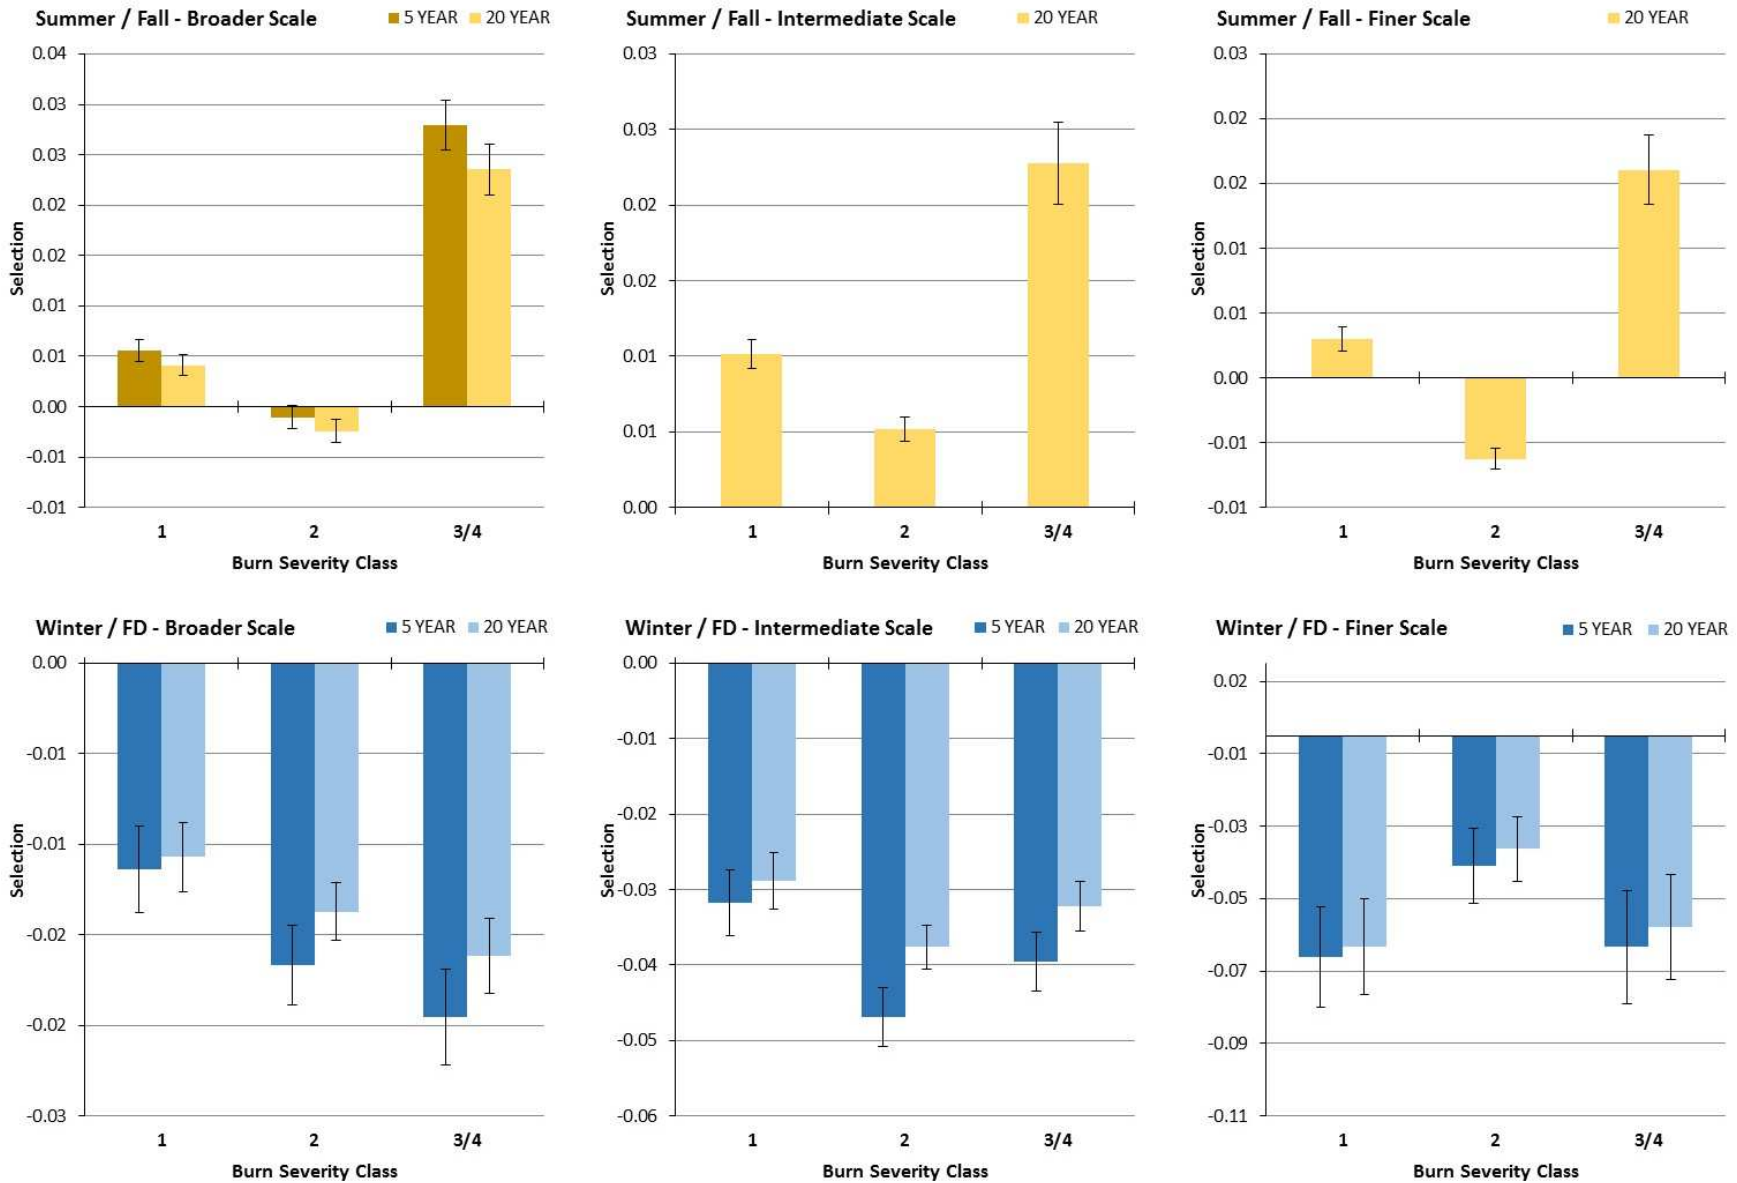 Summer / Fall - Broader Scale
5 YEAR 20 YEAR
0.04
0.03
0.03
0.02
0.02
0.01
0.01
0.00
-0.01
-0.01
Selection
1 2 3/4
Burn Severity Class
Summer / Fall - Intermediate Scale
20 YEAR
0.03
0.03
0.02
0.02
0.01
0.01
0.00
Selection
1 2 3/4
Burn Severity Class
Summer / Fall - Finer Scale
20 YEAR
0.03
0.02
0.02
0.01
0.01
0.00
-0.01
-0.01
Selection
1 2 3/4
Burn Severity Class
Winter / FD - Broader Scale
5 YEAR 20 YEAR
0.00
-0.01
-0.01
-0.02
-0.02
-0.03
Selection
1 2 3/4
Burn Severity Class
Winter / FD - Intermediate Scale
5 YEAR 20 YEAR
0.00
-0.01
-0.02
-0.03
-0.04
-0.05
-0.06
Selection
1 2 3/4
Burn Severity Class
Winter / FD - Finer Scale
5 YEAR 20 YEAR
0.02
-0.01
-0.03
-0.05
-0.07
-0.09
-0.11
Selection
1 2 3/4
Burn Severity Class